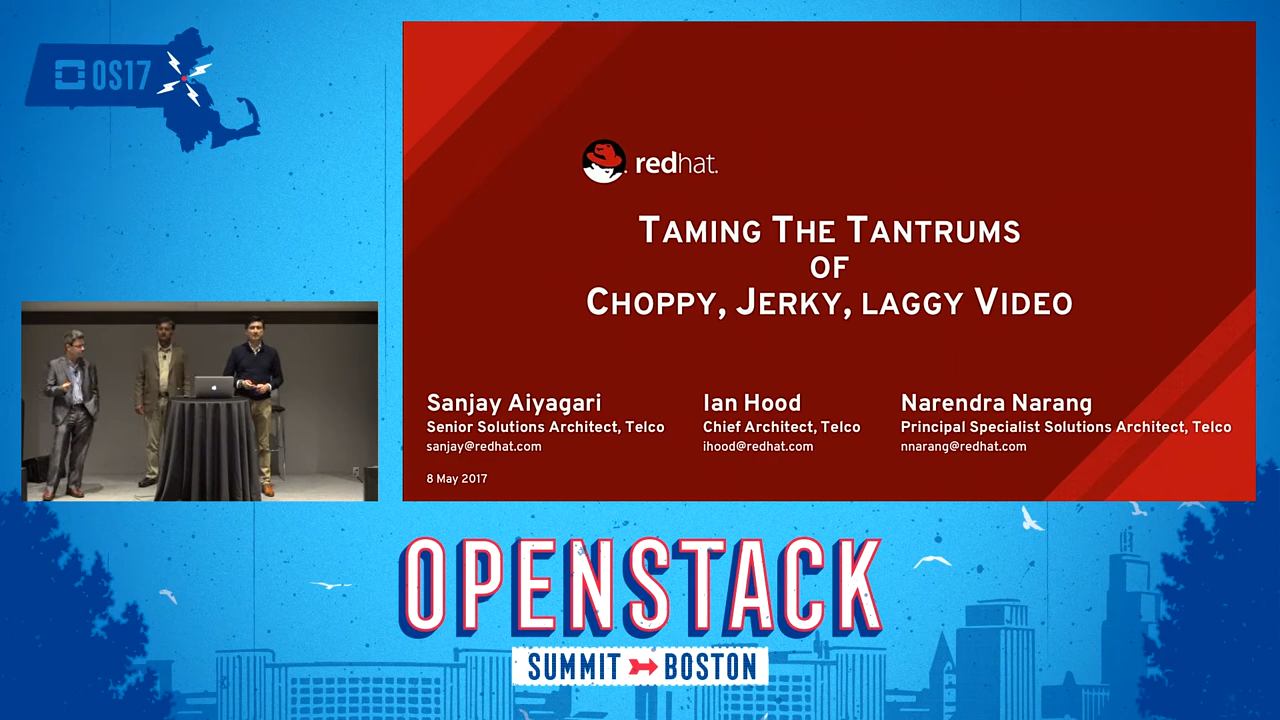 OS17
redhat.
TAMING THE TANTRUMS
OF
CHOPPY, JERKY, LAGGY VIDEO
Sanjay Aiyagari
Senior Solutions Architect, Telco
sanjay@redhat.com
Ian Hood
Chief Architect, Telco
ihood@redhat.com
Narendra Narang
Principal Specialist Solutions Architect, Telco
nnarang@redhat.com
8 May 2017
OPENSTACK
SUMMIT BOSTON